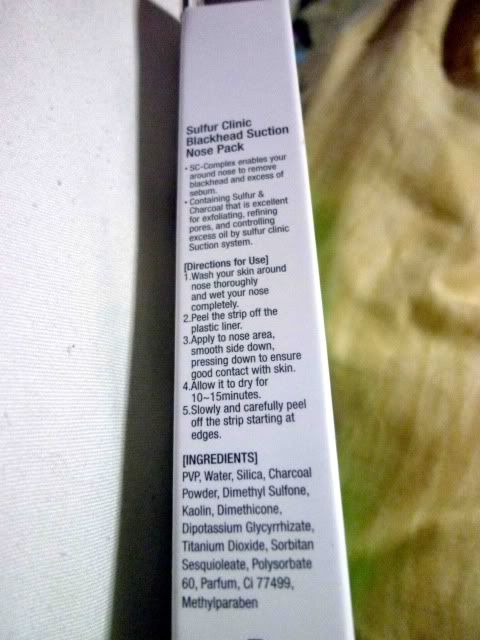 Sulfur Clinic
Blackhead Suction
Nose Pack
• SC-Complex enables your
around nose to remove
blackhead and excess of
sebum.
• Containing Sulfur &
Charcoal that is excellent
for exfoliating, refining
pores, and controlling
excess oil by sulfur clinic
Suction system.
[Directions for Use]
1.Wash your skin around
nose thoroughly
and wet your nose
completely.
2.Peel the strip off the
plastic liner.
3.Apply to nose area,
smooth side down,
pressing down to ensure
good contact with skin.
4.Allow it to dry for
10~15minutes.
5.Slowly and carefully peel
off the strip starting at
edges.
[INGREDIENTS]
PVP, Water, Silica, Charcoal
Powder, Dimethyl Sulfone,
Kaolin, Dimethicone,
Dipotassium Glycyrrhizate,
Titanium Dioxide, Sorbitan
Sesquioleate, Polysorbate
60, Parfum, CI 77499,
Methylparaben